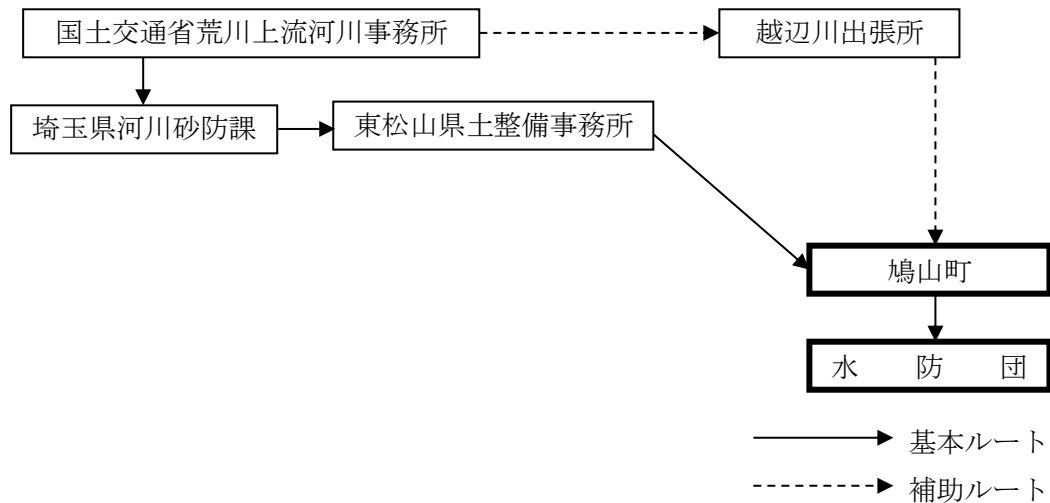 国土交通省荒川上流河川事務所
越辺川出張所
埼玉県河川砂防課
東松山県土整備事務所
鳩山町
水　防　団
基本ルート
補助ルート